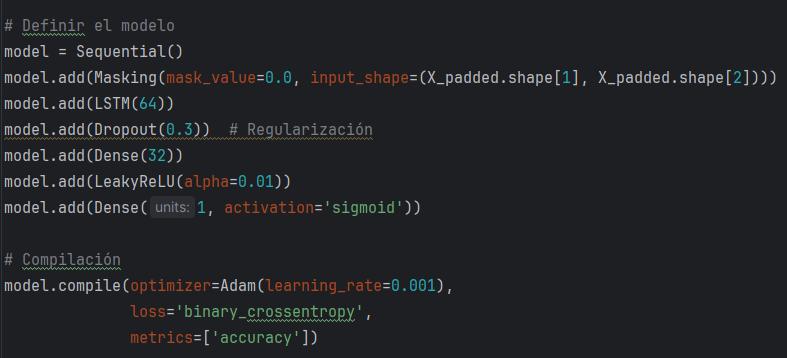 # Definir el modelo
model = Sequential()
model.add(Masking(mask_value=0.0, input_shape=(X_padded.shape[1], X_padded.shape[2])))
model.add(LSTM(64))
model.add(Dropout(0.3))  # Regularización
model.add(Dense(32))
model.add(LeakyReLU(alpha=0.01))
model.add(Dense( units: 1, activation='sigmoid'))
# Compilación
model.compile(optimizer=Adam(learning_rate=0.001),
loss='binary_crossentropy',
metrics=['accuracy'])